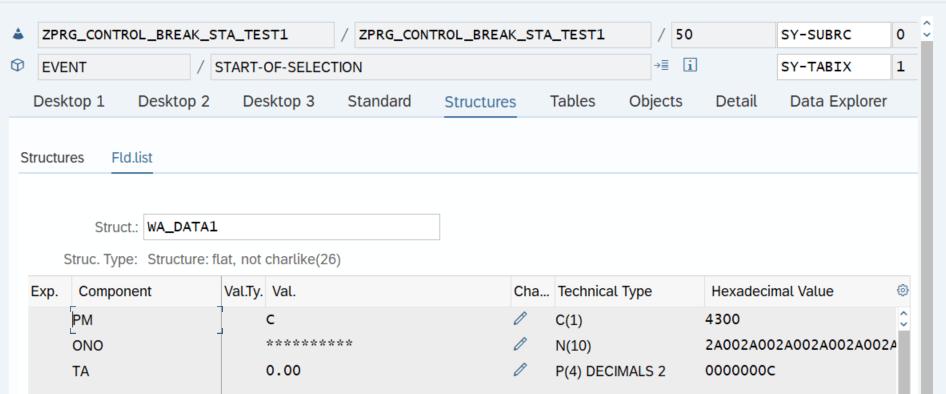 ZPRG_CONTROL_BREAK_STA_TEST1 / ZPRG_CONTROL_BREAK_STA_TEST1 / 50 SY-SUBRC 0
EVENT / START-OF-SELECTION SY-TABIX 1
Desktop 1 Desktop 2 Desktop 3 Standard Structures Tables Objects Detail Data Explorer
Structures Fld.list
Struct.: WA_DATA1
Struc. Type: Structure: flat, not charlike(26)
Exp. Component Val.Ty. Val. Cha... Technical Type Hexadecimal Value
PM C C(1) 4300
ONO ********** N(10) 2A002A002A002A002A002A
TA 0.00 P(4) DECIMALS 2 0000000C